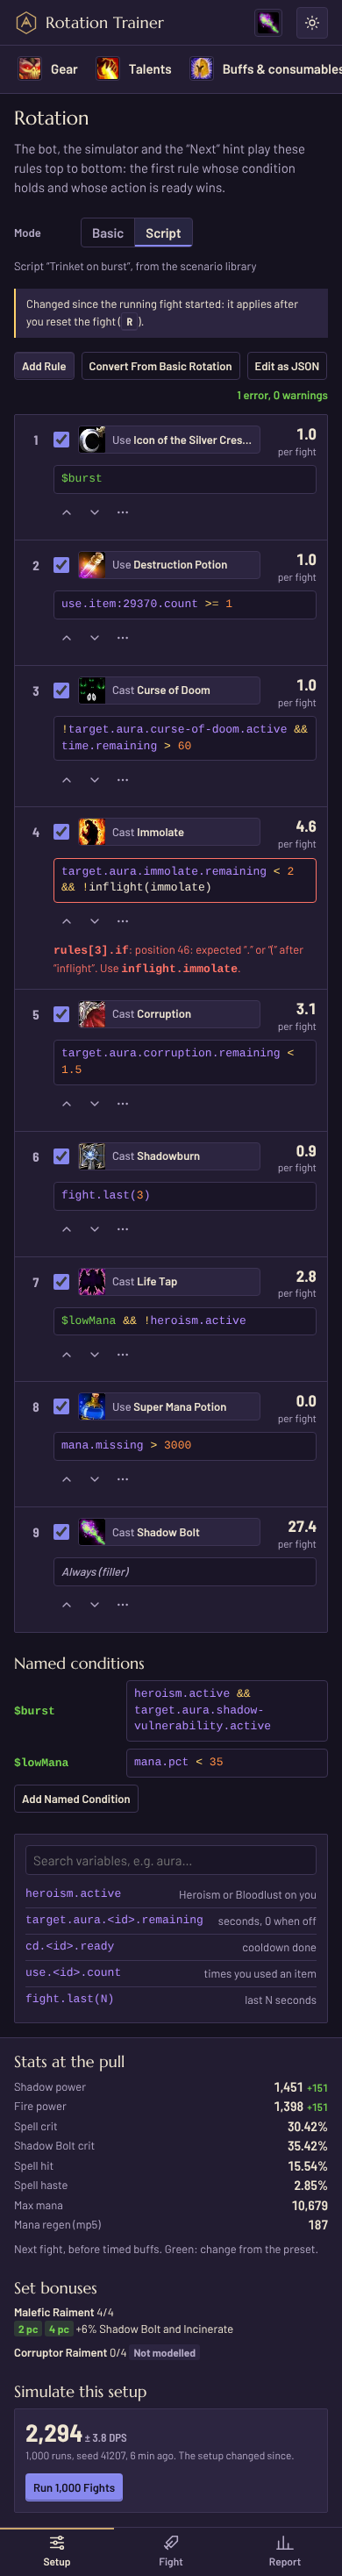 Rotation Trainer
Gear Talents Buffs & consumables
Rotation
The bot, the simulator and the “Next” hint play these
rules top to bottom: the first rule whose condition
holds and whose action is ready wins.
Mode Basic Script
Script “Trinket on burst”, from the scenario library
Changed since the running fight started: it applies after
you reset the fight ( R ).
Add Rule Convert From Basic Rotation Edit as JSON
1 error, 0 warnings
1 Use Icon of the Silver Cres... 1.0
per fight
$burst
2 Use Destruction Potion 1.0
per fight
use.item:29370.count >= 1
3 Cast Curse of Doom 1.0
per fight
!target.aura.curse-of-doom.active &&
time.remaining > 60
4 Cast Immolate 4.6
per fight
target.aura.immolate.remaining < 2
&& !inflight(immolate)
rules[3].if: position 46: expected “.” or “(” after
“inflight”. Use inflight.immolate.
5 Cast Corruption 3.1
per fight
target.aura.corruption.remaining <
1.5
6 Cast Shadowburn 0.9
per fight
fight.last(3)
7 Cast Life Tap 2.8
per fight
$lowMana && !heroism.active
8 Use Super Mana Potion 0.0
per fight
mana.missing > 3000
9 Cast Shadow Bolt 27.4
per fight
Always (filler)
Named conditions
$burst
heroism.active &&
target.aura.shadow-
vulnerability.active
$lowMana mana.pct < 35
Add Named Condition
Search variables, e.g. aura...
heroism.active Heroism or Bloodlust on you
target.aura.<id>.remaining seconds, 0 when off
cd.<id>.ready cooldown done
use.<id>.count times you used an item
fight.last(N) last N seconds
Stats at the pull
Shadow power 1,451 +151
Fire power 1,398 +151
Spell crit 30.42%
Shadow Bolt crit 35.42%
Spell hit 15.54%
Spell haste 2.85%
Max mana 10,679
Mana regen (mp5) 187
Next fight, before timed buffs. Green: change from the preset.
Set bonuses
Malefic Raiment 4/4
2 pc 4 pc +6% Shadow Bolt and Incinerate
Corruptor Raiment 0/4 Not modelled
Simulate this setup
2,294 ± 3.8 DPS
1,000 runs, seed 41207, 6 min ago. The setup changed since.
Run 1,000 Fights
Setup Fight Report